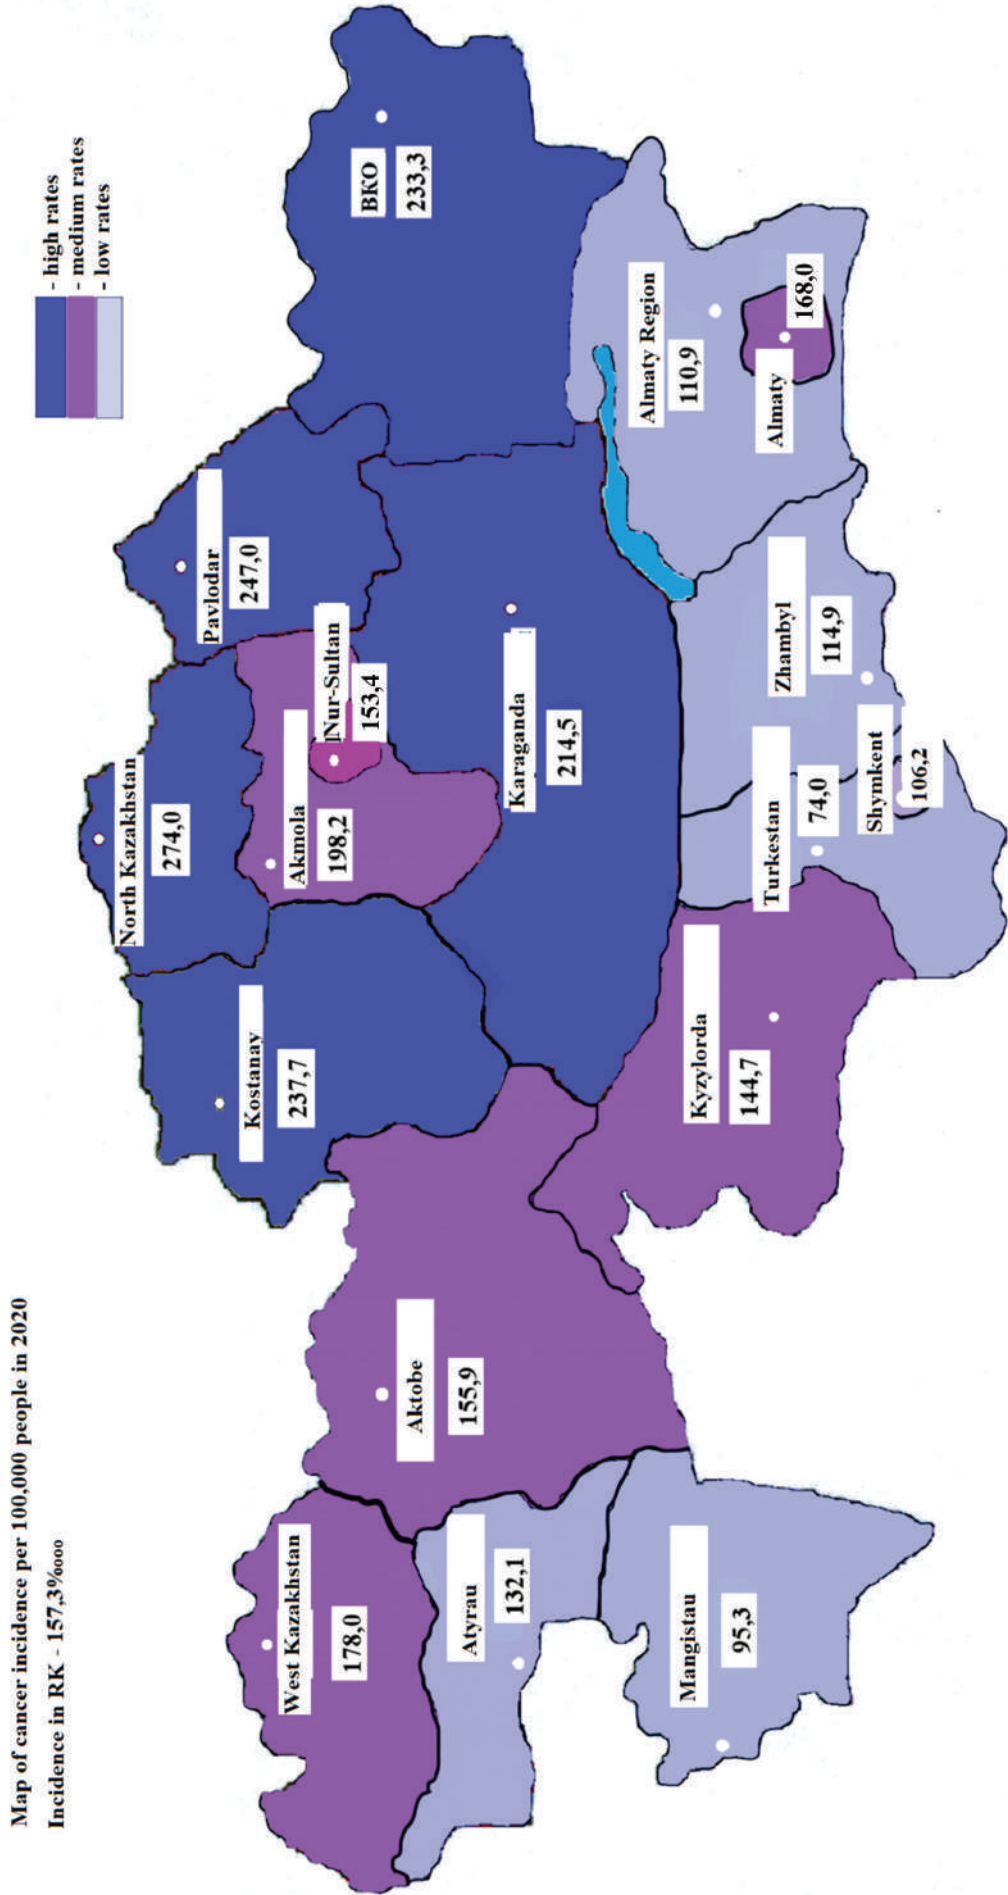 Map of cancer incidence per 100,000 people in 2020
Incidence in RK - 157,3‰₀₀₀₀
- high rates
- medium rates
- low rates
North Kazakhstan
274,0
Pavlodar
247,0
Kostanay
237,7
Akmola
198,2
Nur-Sultan
153,4
ВКО
233,3
West Kazakhstan
178,0
Aktobe
155,9
Karaganda
214,5
Atyrau
132,1
Almaty Region
110,9
Mangistau
95,3
Kyzylorda
144,7
Turkestan
74,0
Zhambyl
114,9
Almaty
168,0
Shymkent
106,2